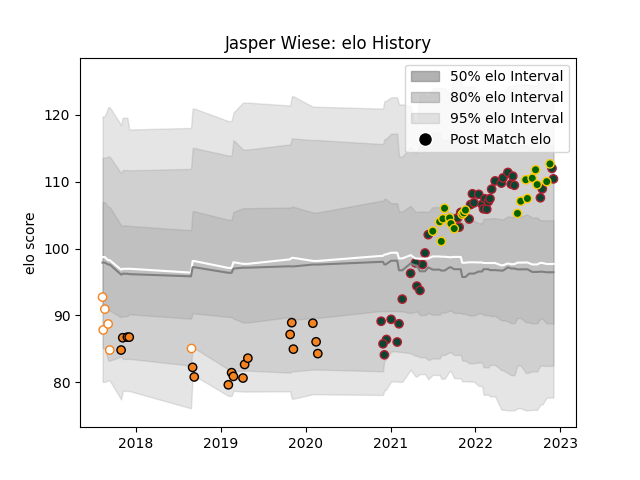 Jasper Wiese: elo History
50% elo Interval
80% elo Interval
95% elo Interval
Post Match elo
elo score
120
110
100
90
80
2018
2019
2020
2021
2022
2023